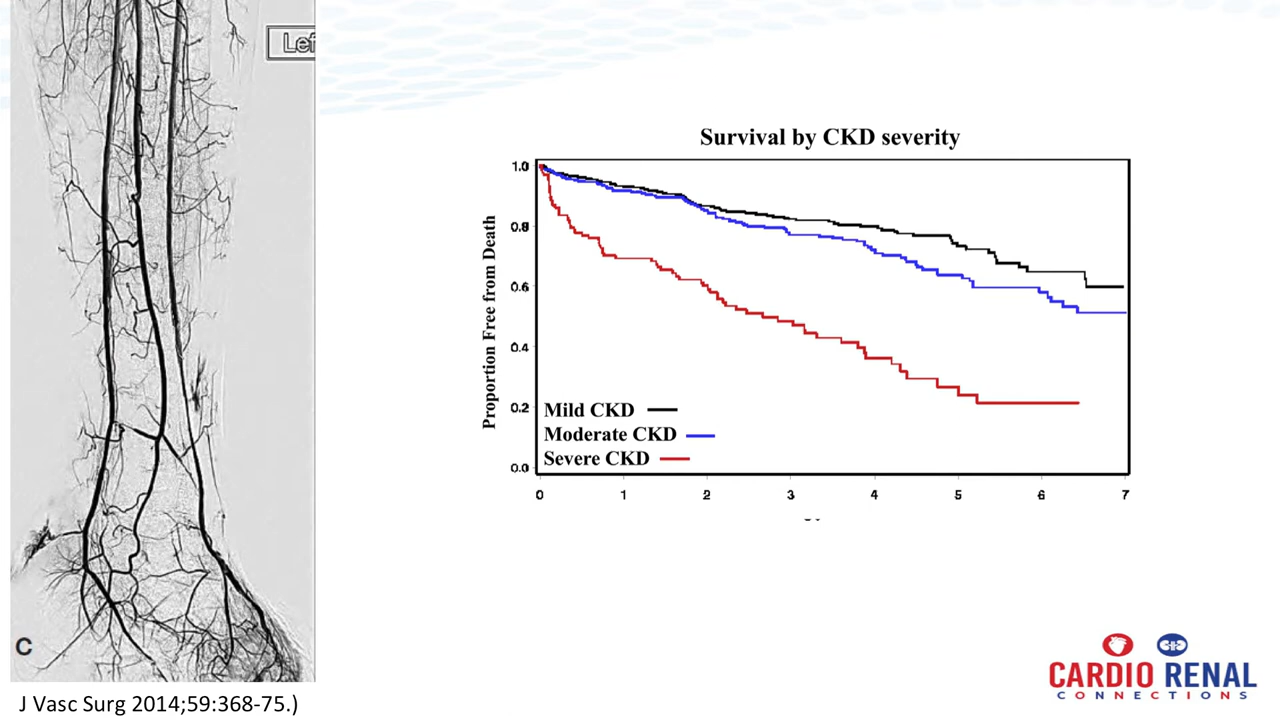 Lef
C
J Vasc Surg 2014;59:368-75.)
Survival by CKD severity
Proportion Free from Death
1.0
0.8
0.6
0.4
0.2
0.0
Mild CKD
Moderate CKD
Severe CKD
0 1 2 3 4 5 6 7
CARDIO RENAL
CONNECTIONS